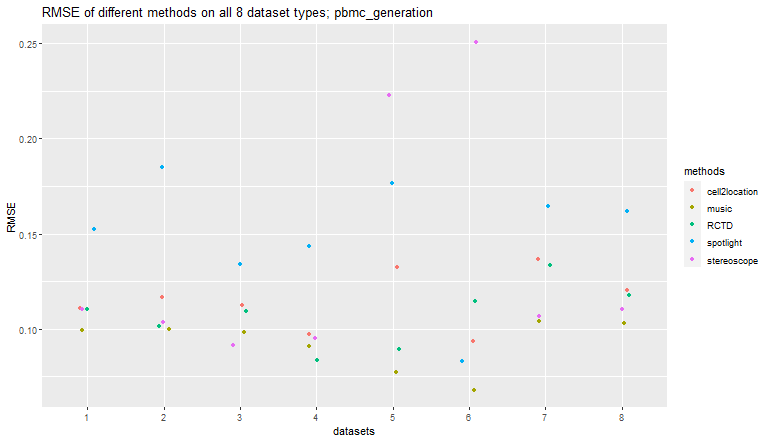 RMSE of different methods on all 8 dataset types; pbmc_generation
0.25
0.20
0.15
0.10
RMSE
1 2 3 4 5 6 7 8
datasets
methods
cell2location
music
RCTD
spotlight
stereoscope